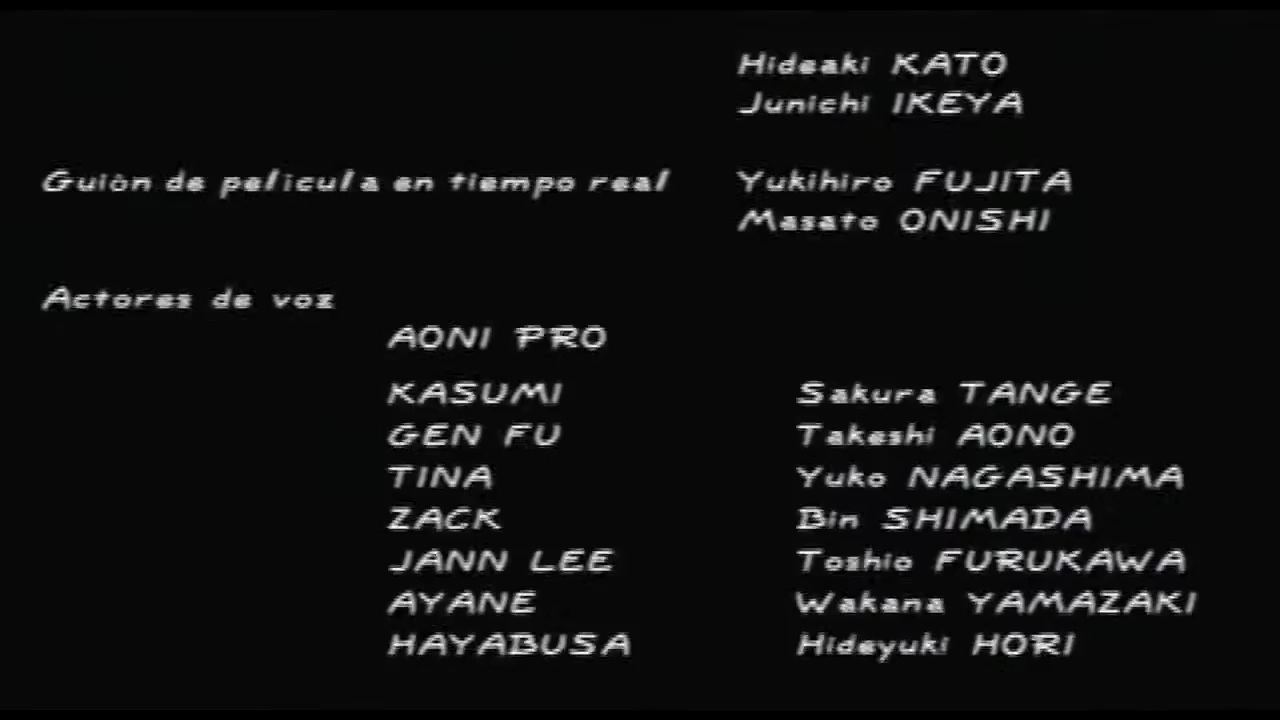 Hideaki KATO
Junichi IKEYA
Guiòn de pelicula en tiempo real Yukihiro FUJITA
Masato ONISHI
Actores de voz
AONI PRO
KASUMI Sakura TANGE
GEN FU Takeshi AONO
TINA Yuko NAGASHIMA
ZACK Bin SHIMADA
JANN LEE Toshio FURUKAWA
AYANE Wakana YAMAZAKI
HAYABUSA Hideyuki HORI